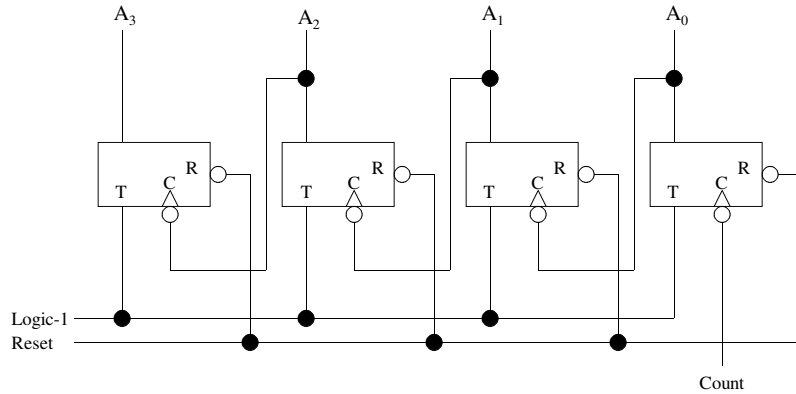 A3 A2 A1 A0
R R R R
C C C C
T T T T
Logic-1
Reset
Count